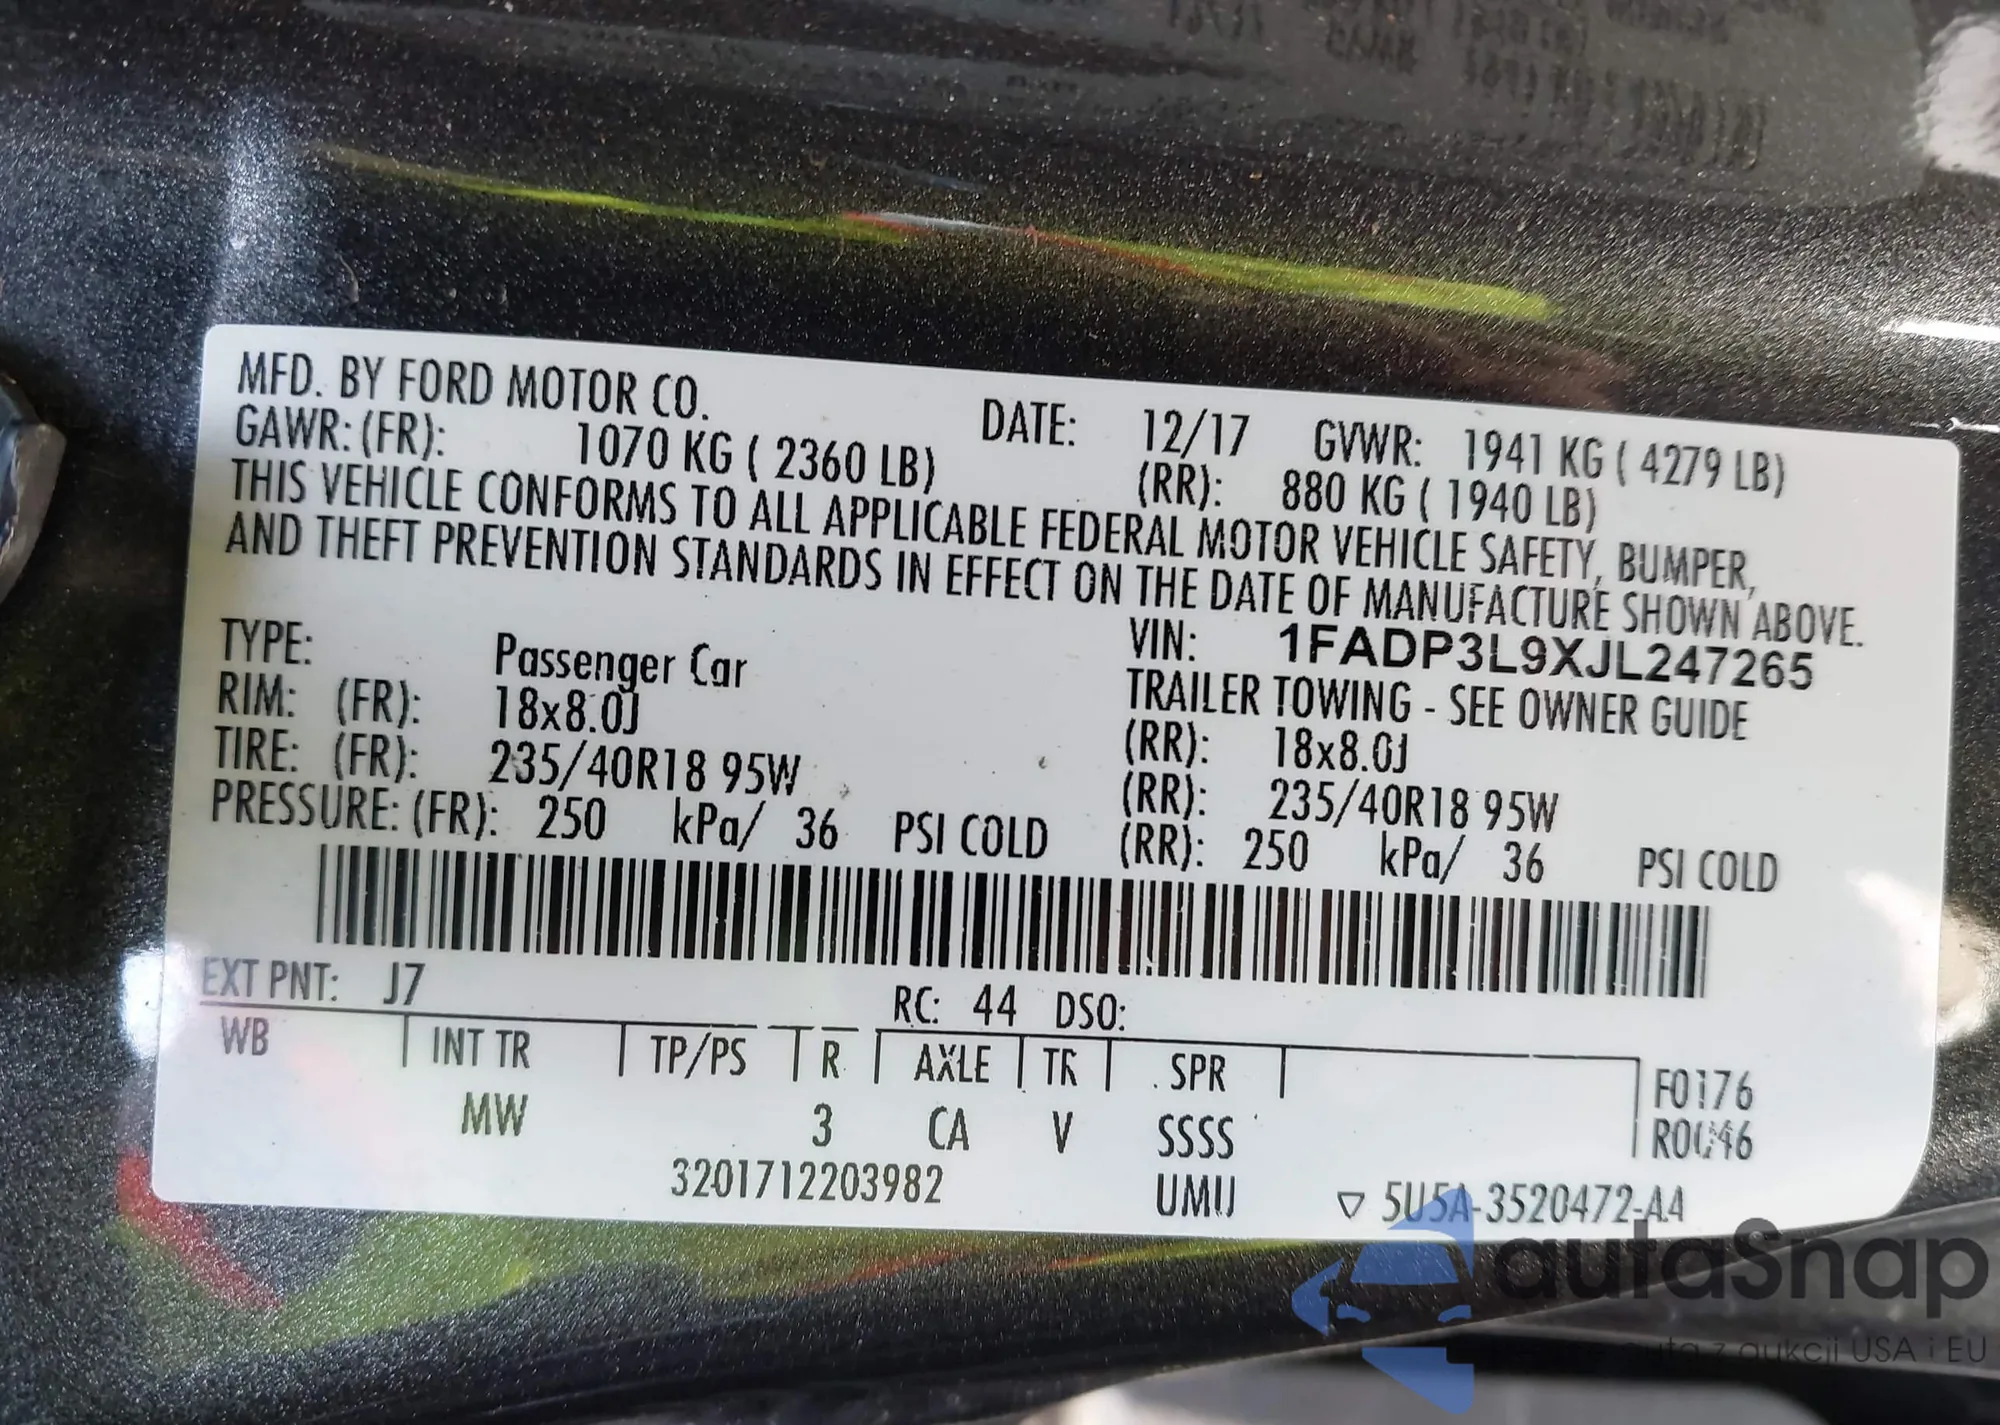 MFD. BY FORD MOTOR CO. DATE: 12/17 GVWR: 1941 KG ( 4279 LB)
GAWR: (FR): 1070 KG ( 2360 LB) (RR): 880 KG ( 1940 LB)
THIS VEHICLE CONFORMS TO ALL APPLICABLE FEDERAL MOTOR VEHICLE SAFETY, BUMPER,
AND THEFT PREVENTION STANDARDS IN EFFECT ON THE DATE OF MANUFACTURE SHOWN ABOVE.
VIN: 1FADP3L9XJL247265
TYPE: Passenger Car TRAILER TOWING - SEE OWNER GUIDE
RIM: (FR): 18x8.0J (RR): 18x8.0J
TIRE: (FR): 235/40R18 95W (RR): 235/40R18 95W
PRESSURE: (FR): 250 kPa/ 36 PSI COLD (RR): 250 kPa/ 36 PSI COLD
EXT PNT: J7 RC: 44 DSO:
WB INT TR TP/PS R AXLE TR SPR F0176
MW 3 CA V SSSS
3201712203982 UMU ▽ 5U5A-3520472-AA
autaSnap
auta z aukcji USA i EU